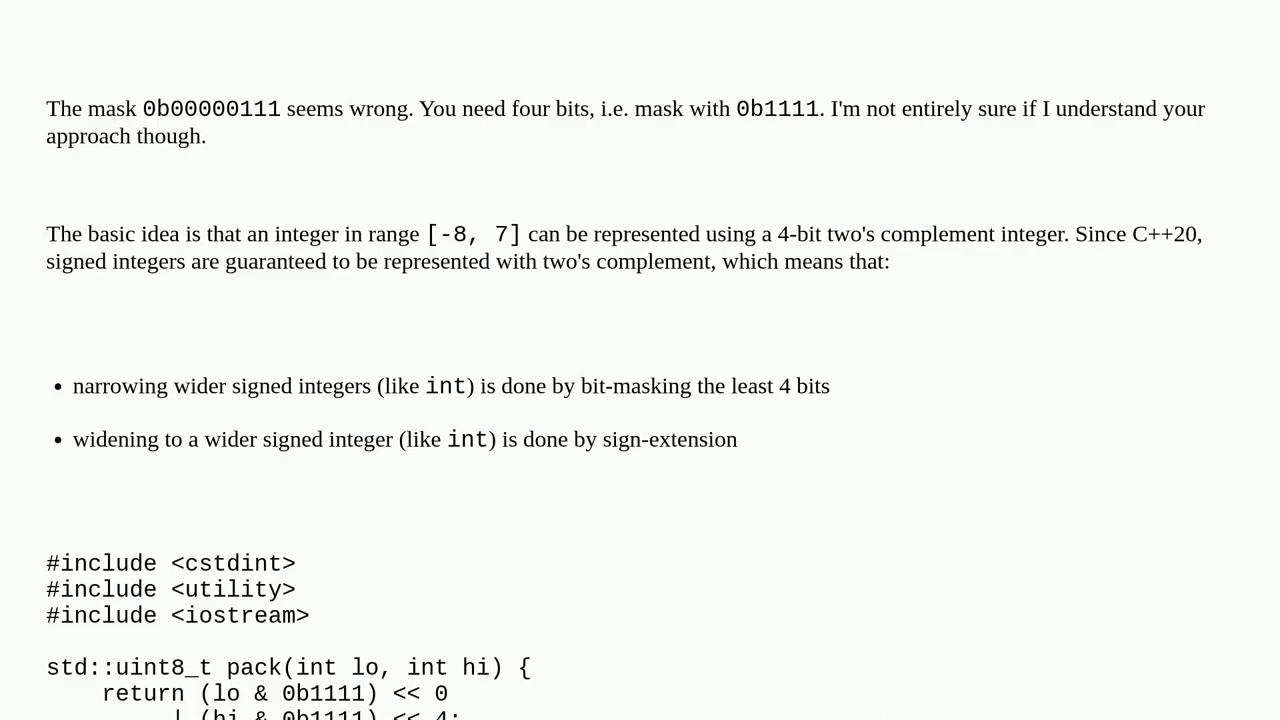 The mask 0b00000111 seems wrong. You need four bits, i.e. mask with 0b1111. I'm not entirely sure if I understand your
approach though.
The basic idea is that an integer in range [-8, 7] can be represented using a 4-bit two's complement integer. Since C++20,
signed integers are guaranteed to be represented with two's complement, which means that:
• narrowing wider signed integers (like int) is done by bit-masking the least 4 bits
• widening to a wider signed integer (like int) is done by sign-extension
#include <cstdint>
#include <utility>
#include <iostream>
std::uint8_t pack(int lo, int hi) {
    return (lo & 0b1111) << 0
         | (hi & 0b1111) << 4;